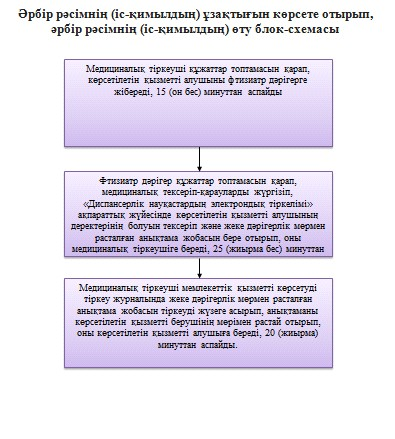 Әрбір рәсімнің (іс-қимылдың) ұзақтығын көрсете отырып,
әрбір рәсімнің (іс-қимылдың) өту блок-схемасы
Медициналық тіркеуші құжаттар топтамасын қарап,
көрсетілетін қызметті алушыны фтизиатр дәрігерге
жібереді, 15 (он бес) минуттан аспайды
Фтизиатр дәрігер құжаттар топтамасын қарап,
медициналық тексеріп-қарауларды жүргізіп,
«Диспансерлік науқастардың электрондық тіркелімі»
ақпараттық жүйесінде көрсетілетін қызметті алушының
деректерінің болуын тексеріп және жеке дәрігерлік мөрмен
расталған анықтама жобасын бере отырып, оны
медициналық тіркеушіге береді, 25 (жиырма бес) минуттан
Медициналық тіркеуші мемлекеттік қызметті көрсетуді
тіркеу журналында жеке дәрігерлік мөрмен расталған
анықтама жобасын тіркеуді жүзеге асырып, анықтаманы
көрсетілетін қызметті берушінің мөрімен растай отырып,
оны көрсетілетін қызметті алушыға береді, 20 (жиырма)
минуттан аспайды.